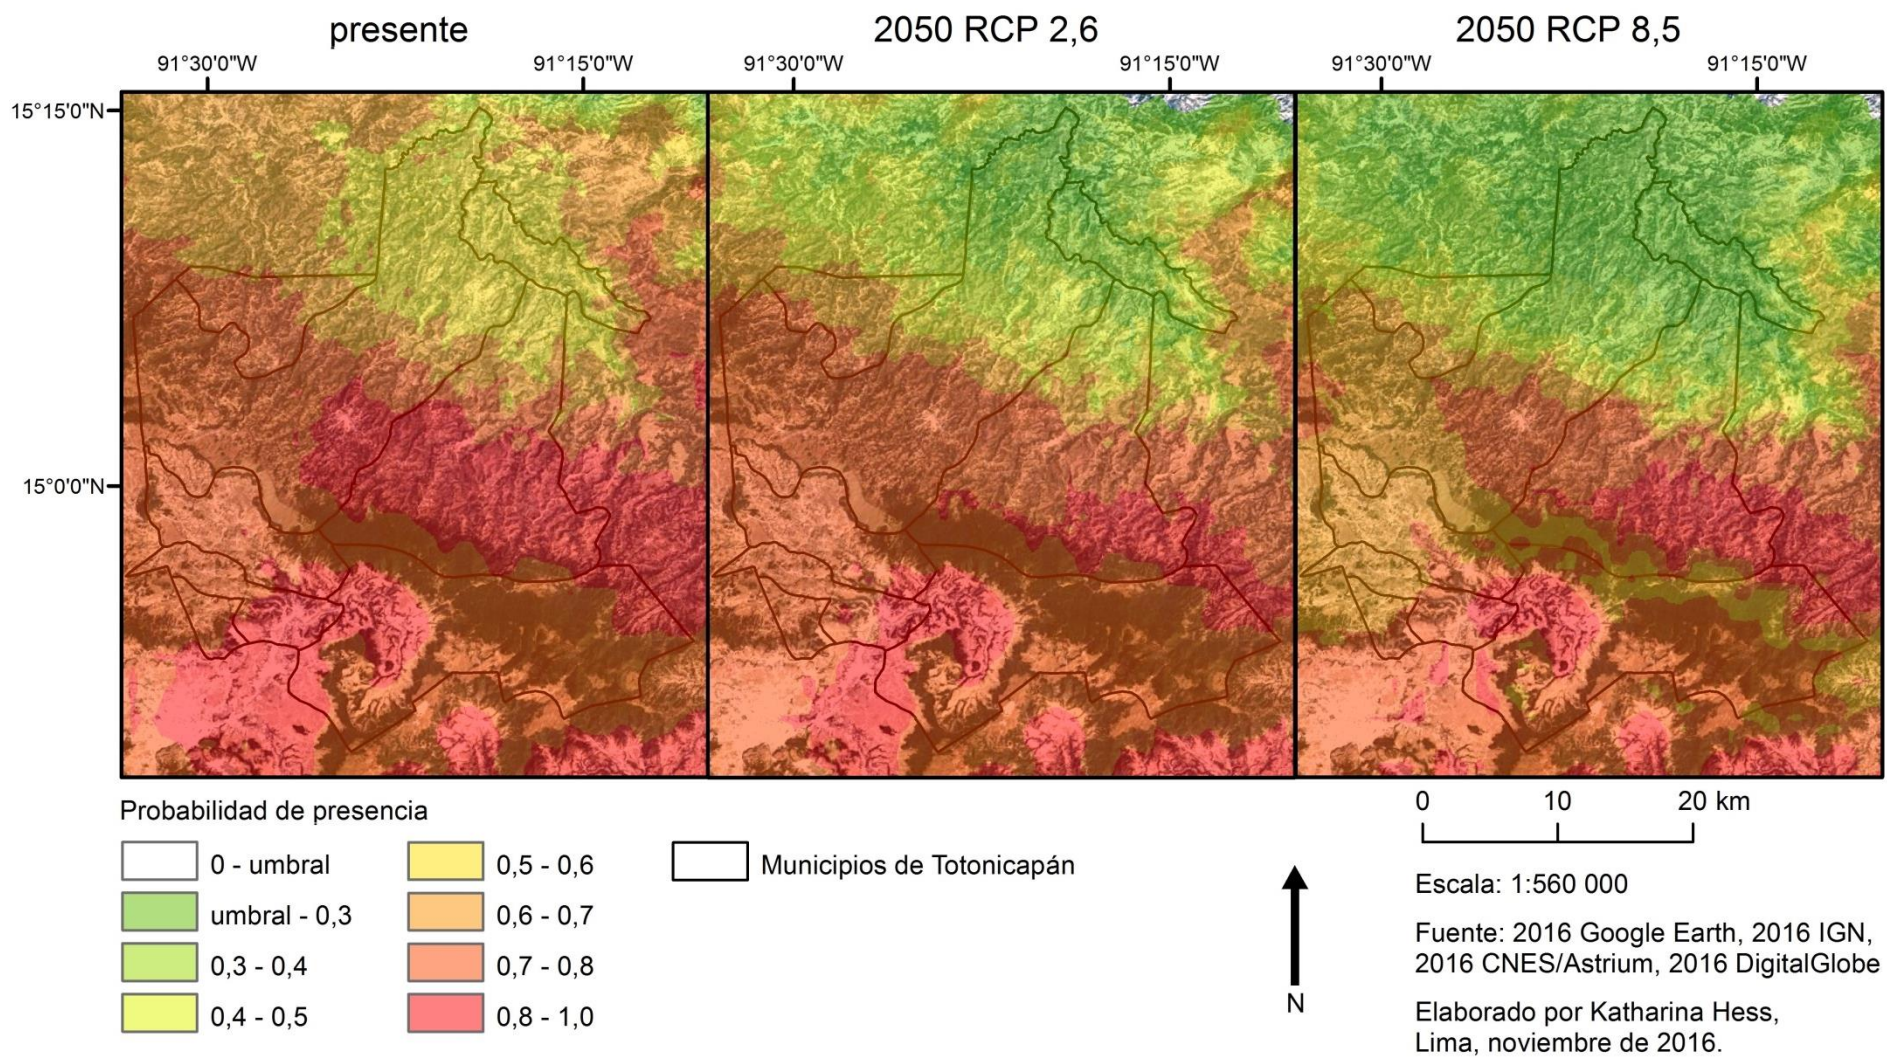 presente
2050 RCP 2,6
2050 RCP 8,5
91°30'0"W
91°15'0"W
91°30'0"W
91°15'0"W
91°30'0"W
91°15'0"W
15°15'0"N
15°0'0"N
Probabilidad de presencia
0 - umbral
umbral - 0,3
0,3 - 0,4
0,4 - 0,5
0,5 - 0,6
0,6 - 0,7
0,7 - 0,8
0,8 - 1,0
Municipios de Totonicapán
N
0 10 20 km
Escala: 1:560 000
Fuente: 2016 Google Earth, 2016 IGN,
2016 CNES/Astrium, 2016 DigitalGlobe
Elaborado por Katharina Hess,
Lima, noviembre de 2016.